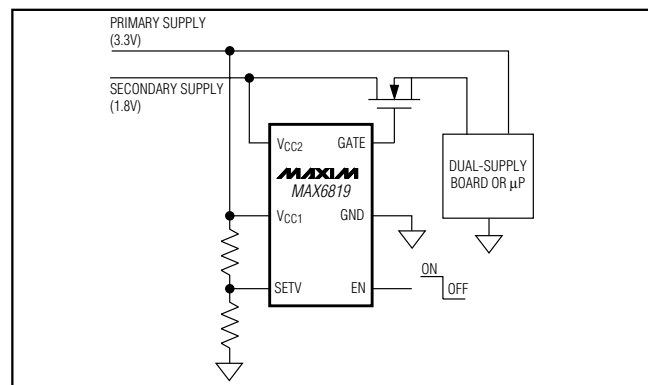 PRIMARY SUPPLY
(3.3V)
SECONDARY SUPPLY
(1.8V)
VCC2
GATE
MAXIM
MAX6819
DUAL-SUPPLY
BOARD OR μP
VCC1
GND
SETV
EN
ON
OFF